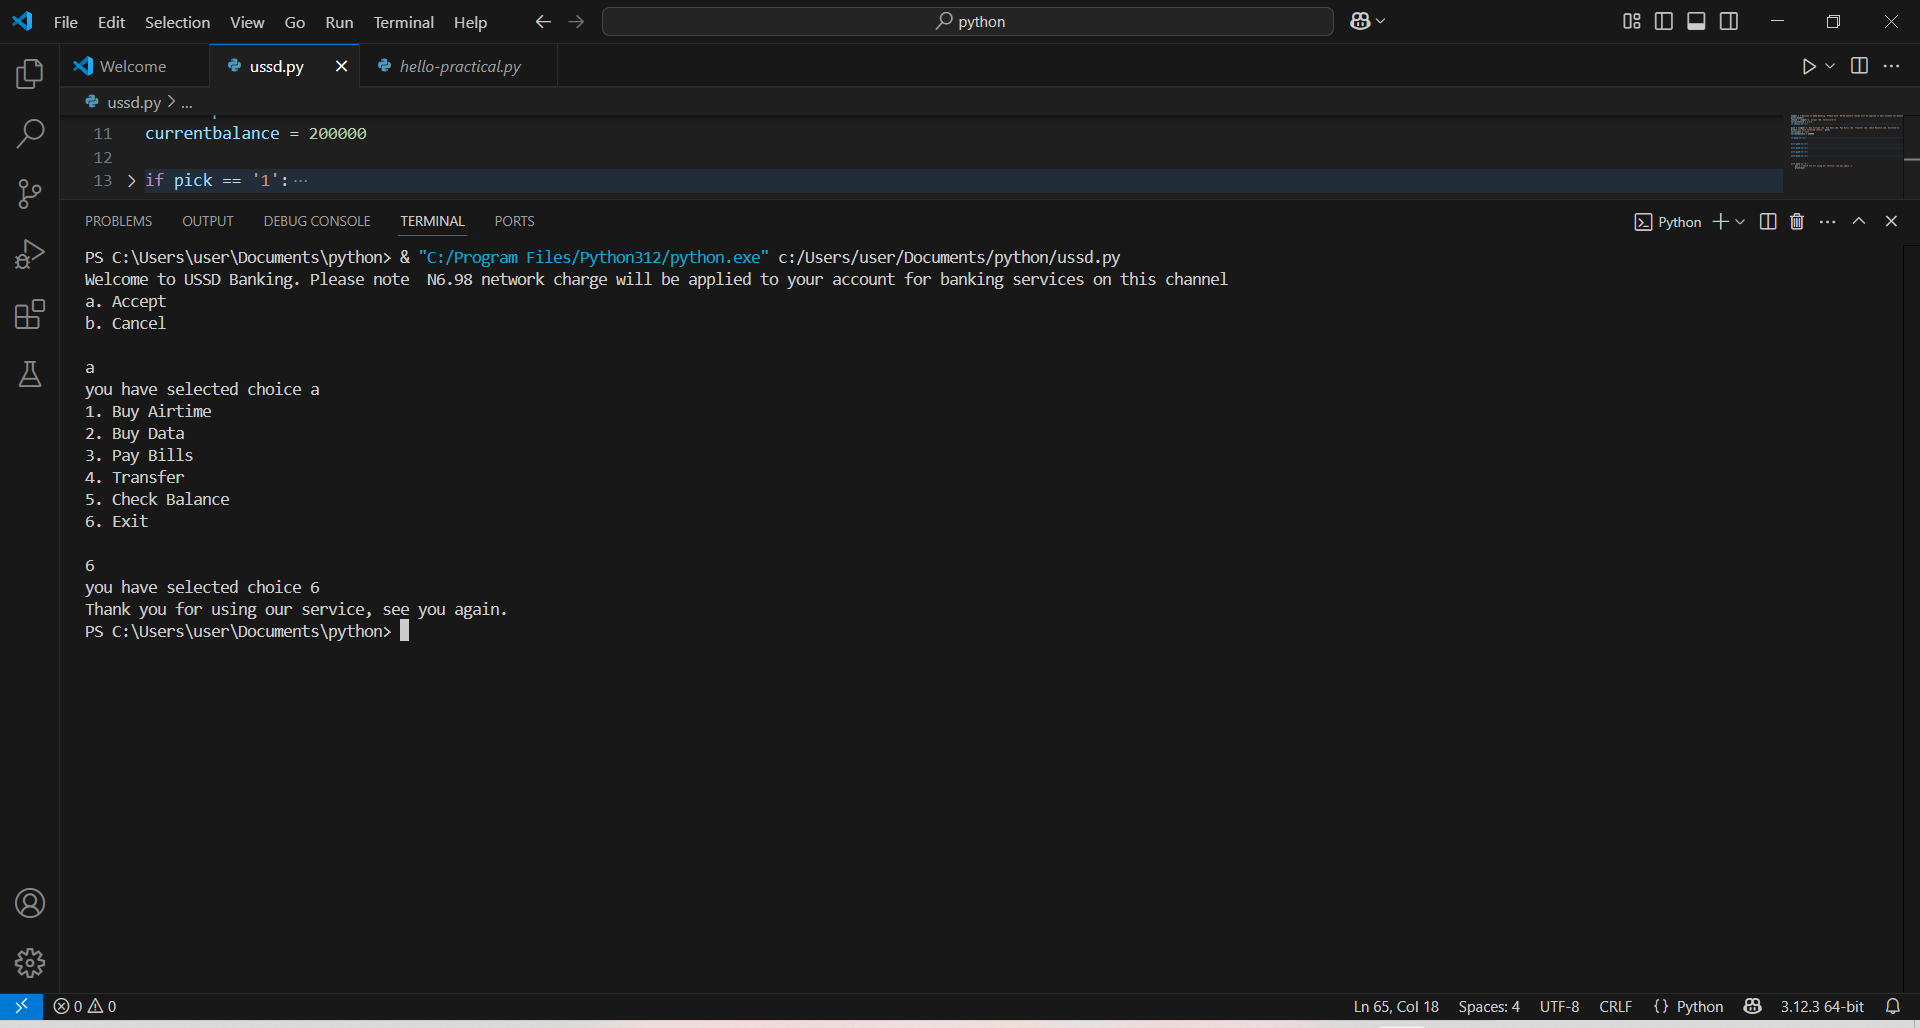 File Edit Selection View Go Run Terminal Help python
Welcome ussd.py hello-practical.py
ussd.py > ...
11 currentbalance = 200000
12
13 if pick == '1': ...
PROBLEMS OUTPUT DEBUG CONSOLE TERMINAL PORTS Python
PS C:\Users\user\Documents\python> & "C:/Program Files/Python312/python.exe" c:/Users/user/Documents/python/ussd.py
Welcome to USSD Banking. Please note  N6.98 network charge will be applied to your account for banking services on this channel
a. Accept
b. Cancel
a
you have selected choice a
1. Buy Airtime
2. Buy Data
3. Pay Bills
4. Transfer
5. Check Balance
6. Exit
6
you have selected choice 6
Thank you for using our service, see you again.
PS C:\Users\user\Documents\python>
0 0 Ln 65, Col 18 Spaces: 4 UTF-8 CRLF {} Python 3.12.3 64-bit